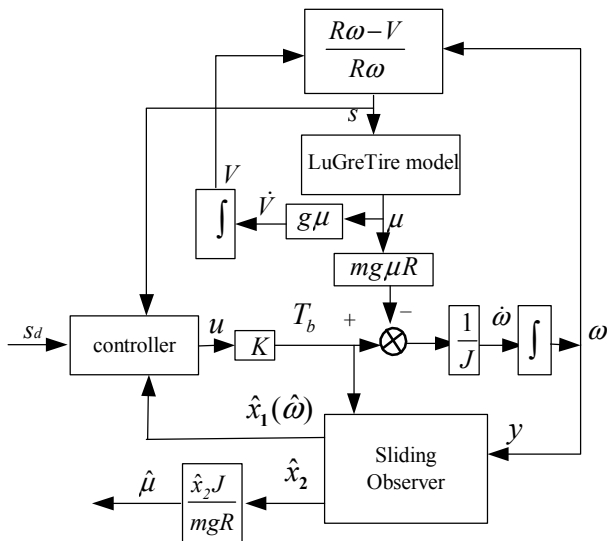 Rω−V
Rω
s
LuGreTire model
V
V̇
∫
gμ
μ
mgμR
s_d
controller
u
K
T_b
+
−
1
J
ω̇
∫
ω
x̂₁(ω̂)
y
Sliding
Observer
x̂₂
μ̂
x̂₂J
mgR